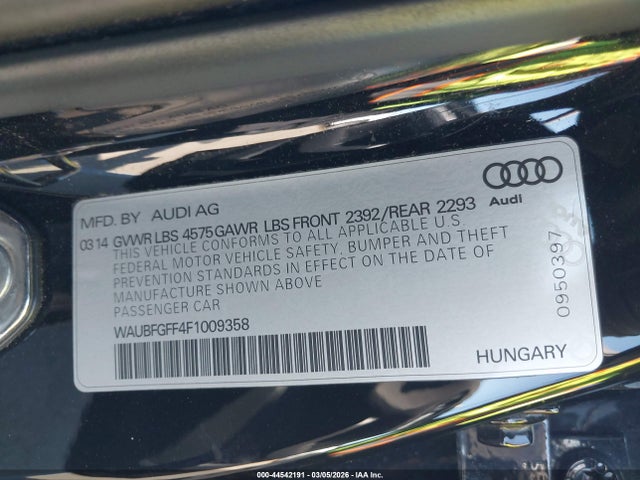 MFD. BY AUDI AG
03 14 GVWR LBS 4575 GAWR LBS FRONT 2392/REAR 2293
THIS VEHICLE CONFORMS TO ALL APPLICABLE U.S.
FEDERAL MOTOR VEHICLE SAFETY, BUMPER AND THEFT
PREVENTION STANDARDS IN EFFECT ON THE DATE OF
MANUFACTURE SHOWN ABOVE
PASSENGER CAR
WAUBFGFF4F1009358
Audi
0950397
HUNGARY
000-44542191 - 03/05/2026 - IAA Inc.